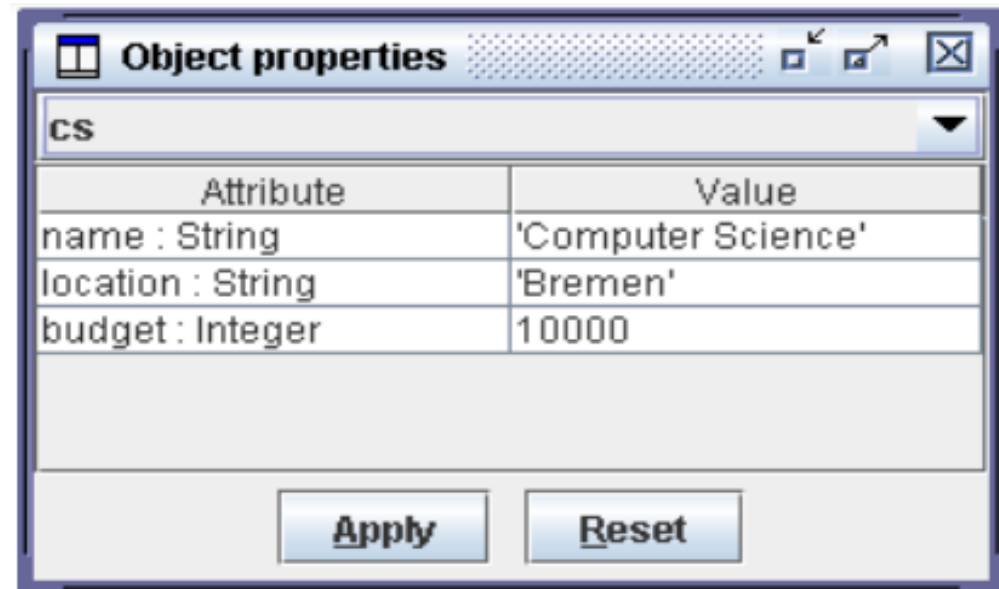 Object properties
cs
Attribute Value
name : String 'Computer Science'
location : String 'Bremen'
budget : Integer 10000
Apply Reset